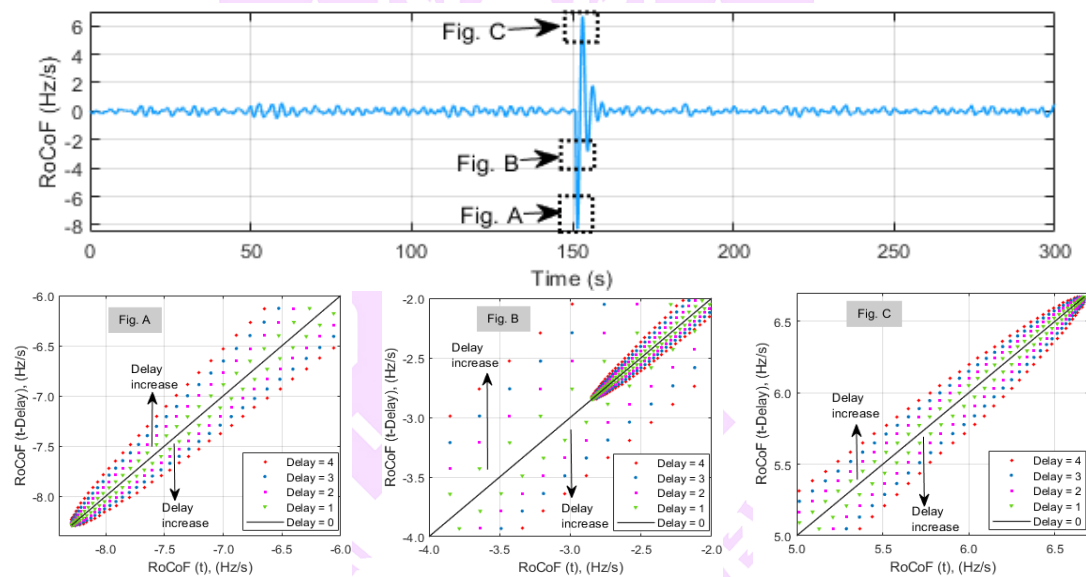 RoCoF (Hz/s)
6
4
2
0
-2
-4
-6
-8
Fig. C
Fig. B
Fig. A
0
50
100
150
200
250
300
Time (s)
RoCoF (t-Delay), (Hz/s)
-6.0
-6.5
-7.0
-7.5
-8.0
Fig. A
Delay
increase
Delay
increase
Delay = 4
Delay = 3
Delay = 2
Delay = 1
Delay = 0
-8.0
-7.5
-7.0
-6.5
-6.0
RoCoF (t), (Hz/s)
RoCoF (t-Delay), (Hz/s)
-2.0
-2.5
-3.0
-3.5
-4.0
Fig. B
Delay
increase
Delay
increase
Delay = 4
Delay = 3
Delay = 2
Delay = 1
Delay = 0
-4.0
-3.5
-3.0
-2.5
-2.0
RoCoF (t), (Hz/s)
RoCoF (t-Delay), (Hz/s)
6.5
6.0
5.5
5.0
Fig. C
Delay
increase
Delay
increase
Delay = 4
Delay = 3
Delay = 2
Delay = 1
Delay = 0
5.0
5.5
6.0
6.5
RoCoF (t), (Hz/s)